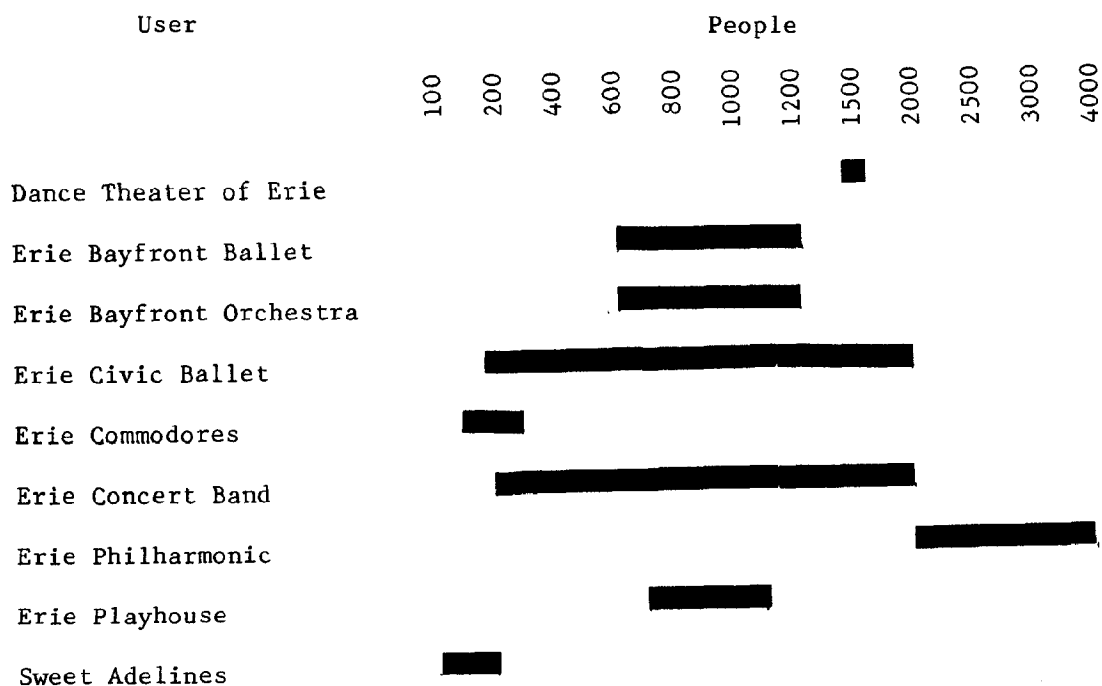 User People
100 200 400 600 800 1000 1200 1500 2000 2500 3000 4000
Dance Theater of Erie
Erie Bayfront Ballet
Erie Bayfront Orchestra
Erie Civic Ballet
Erie Commodores
Erie Concert Band
Erie Philharmonic
Erie Playhouse
Sweet Adelines